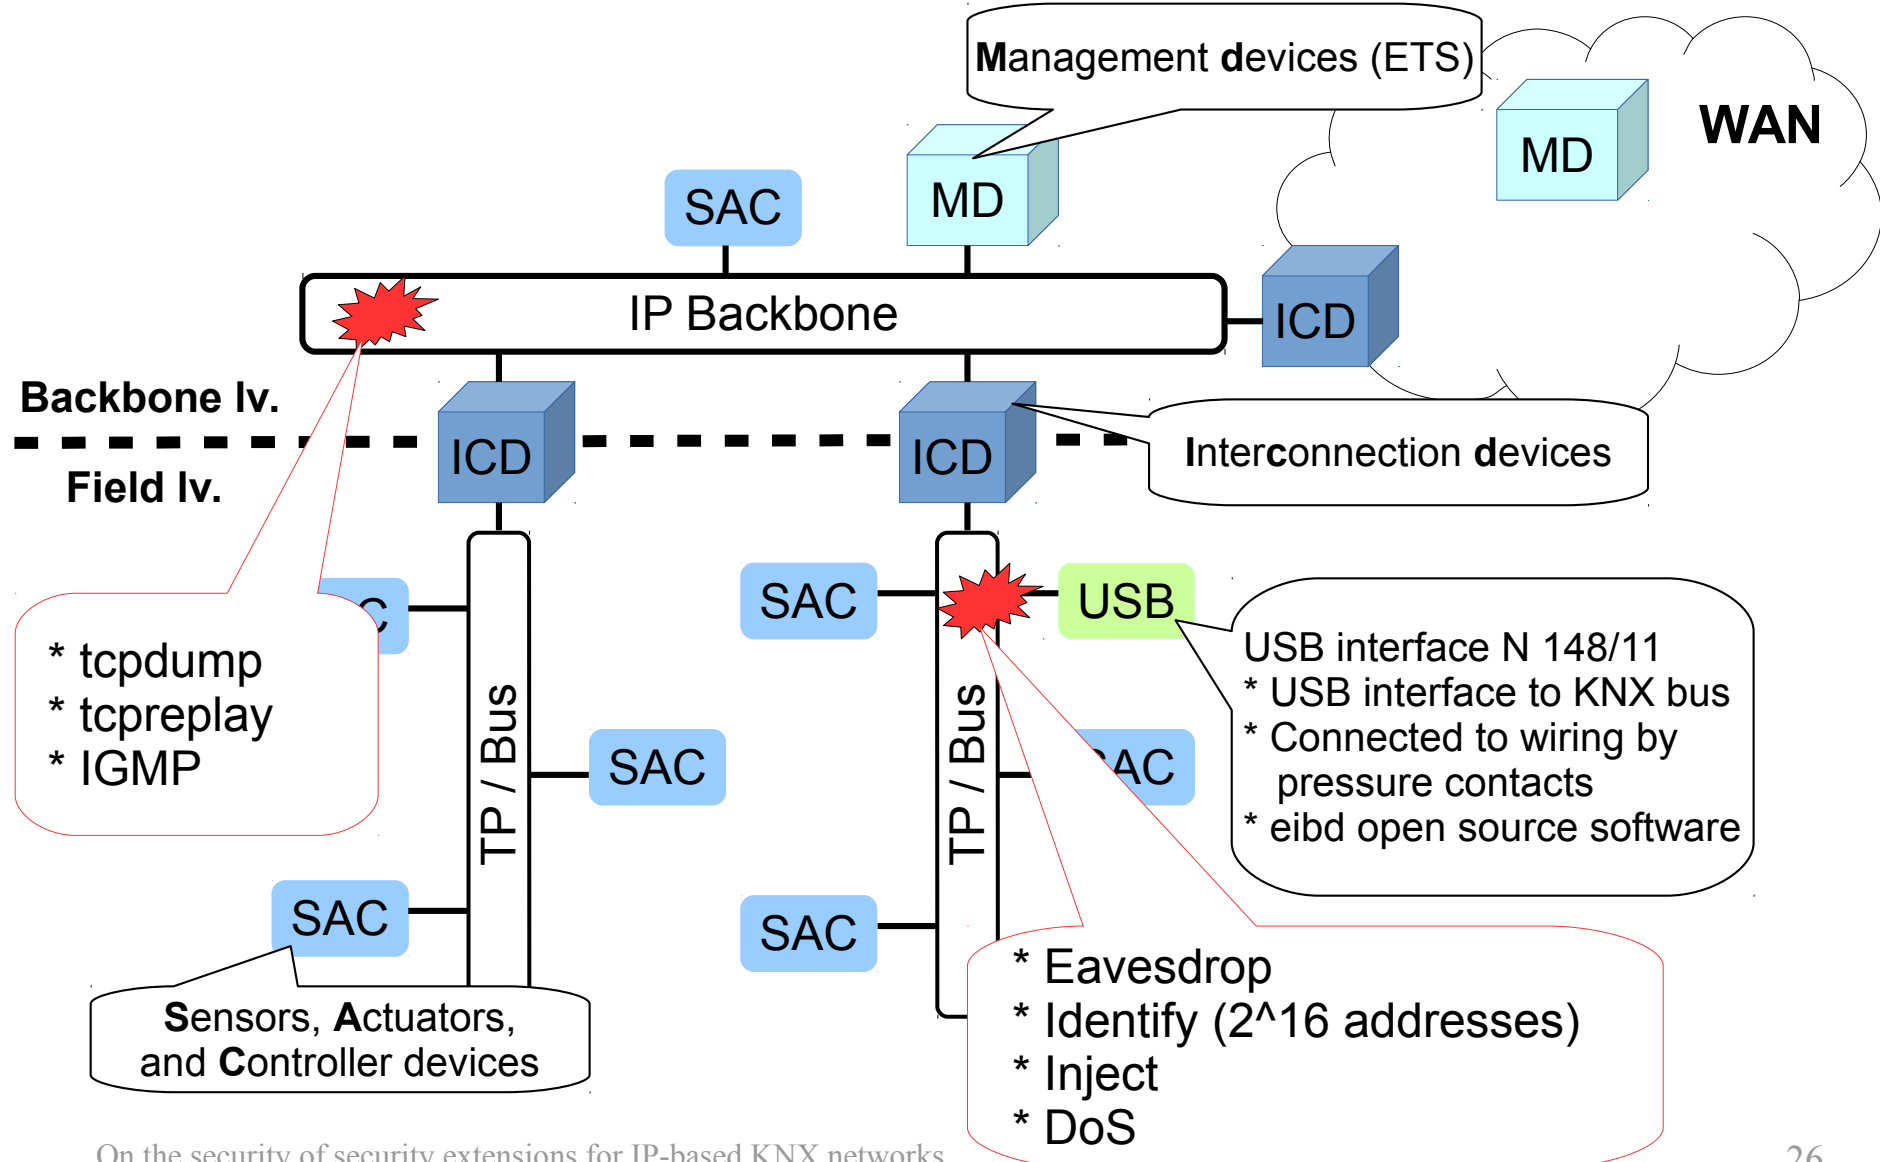 Management devices (ETS)
WAN
MD
SAC
MD
IP Backbone
ICD
Backbone lv.
ICD
ICD
Interconnection devices
Field lv.
SAC
USB
C
* tcpdump
* tcpreplay
* IGMP
USB interface N 148/11
* USB interface to KNX bus
* Connected to wiring by
pressure contacts
* eibd open source software
TP / Bus
SAC
TP / Bus
AC
SAC
SAC
Sensors, Actuators,
and Controller devices
* Eavesdrop
* Identify (2^16 addresses)
* Inject
* DoS
On the security of security extensions for IP-based KNX networks
26